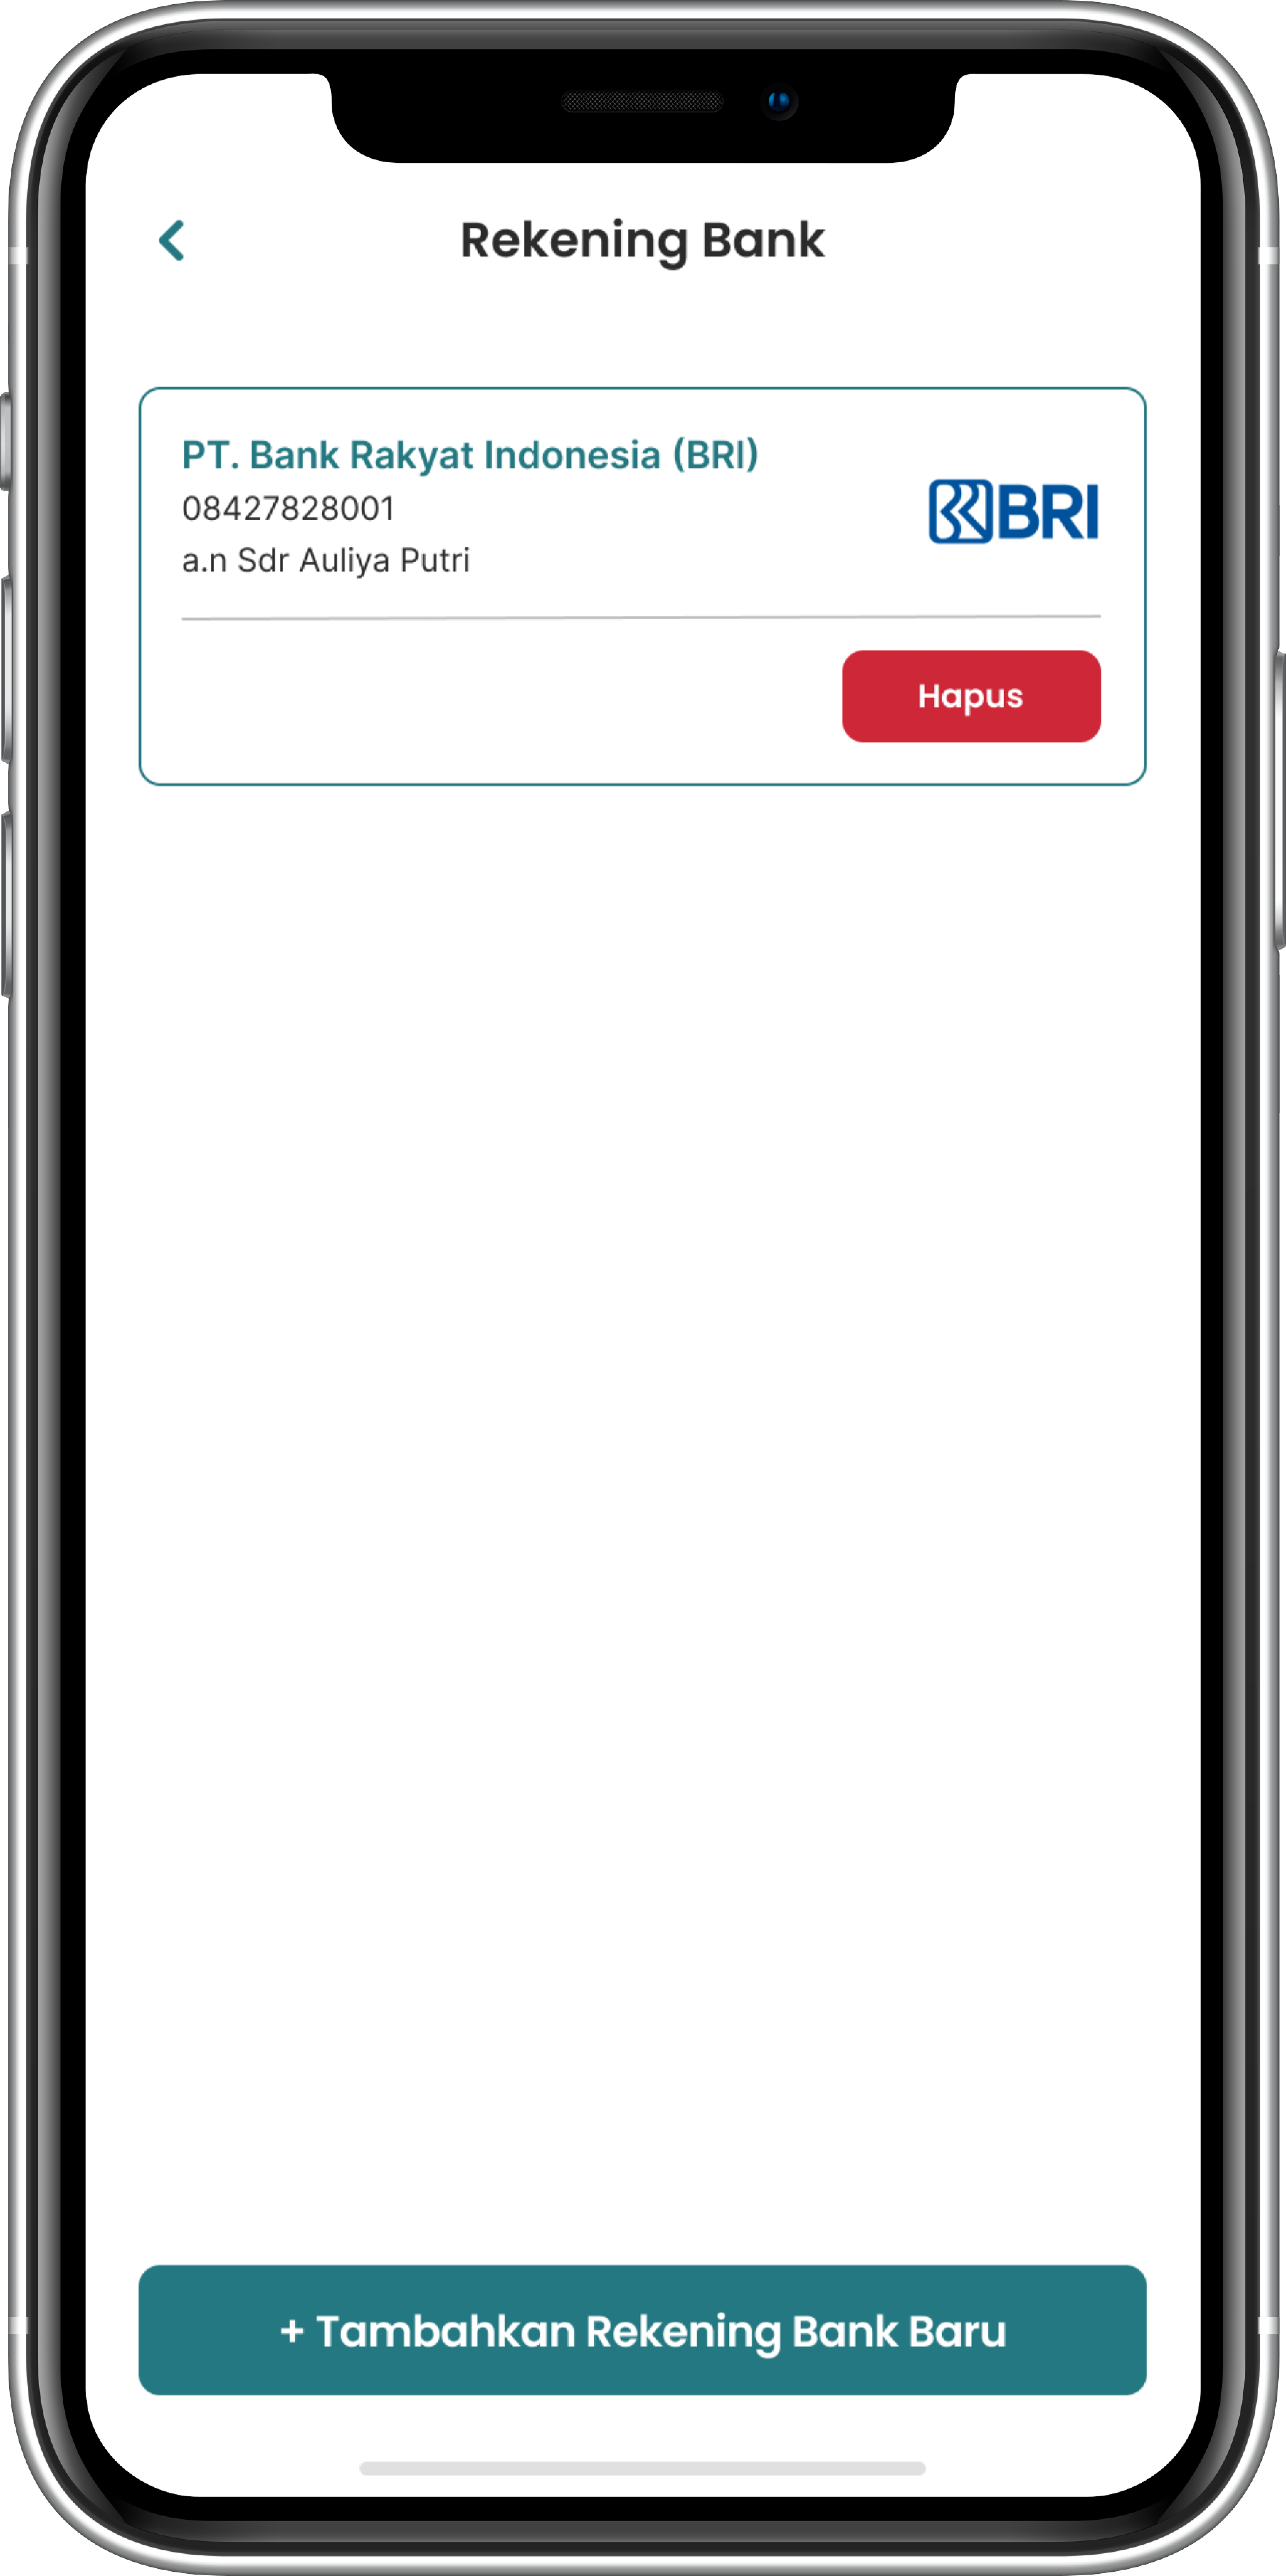 Rekening Bank
PT. Bank Rakyat Indonesia (BRI)
08427828001
a.n Sdr Auliya Putri
BRI
Hapus
+ Tambahkan Rekening Bank Baru